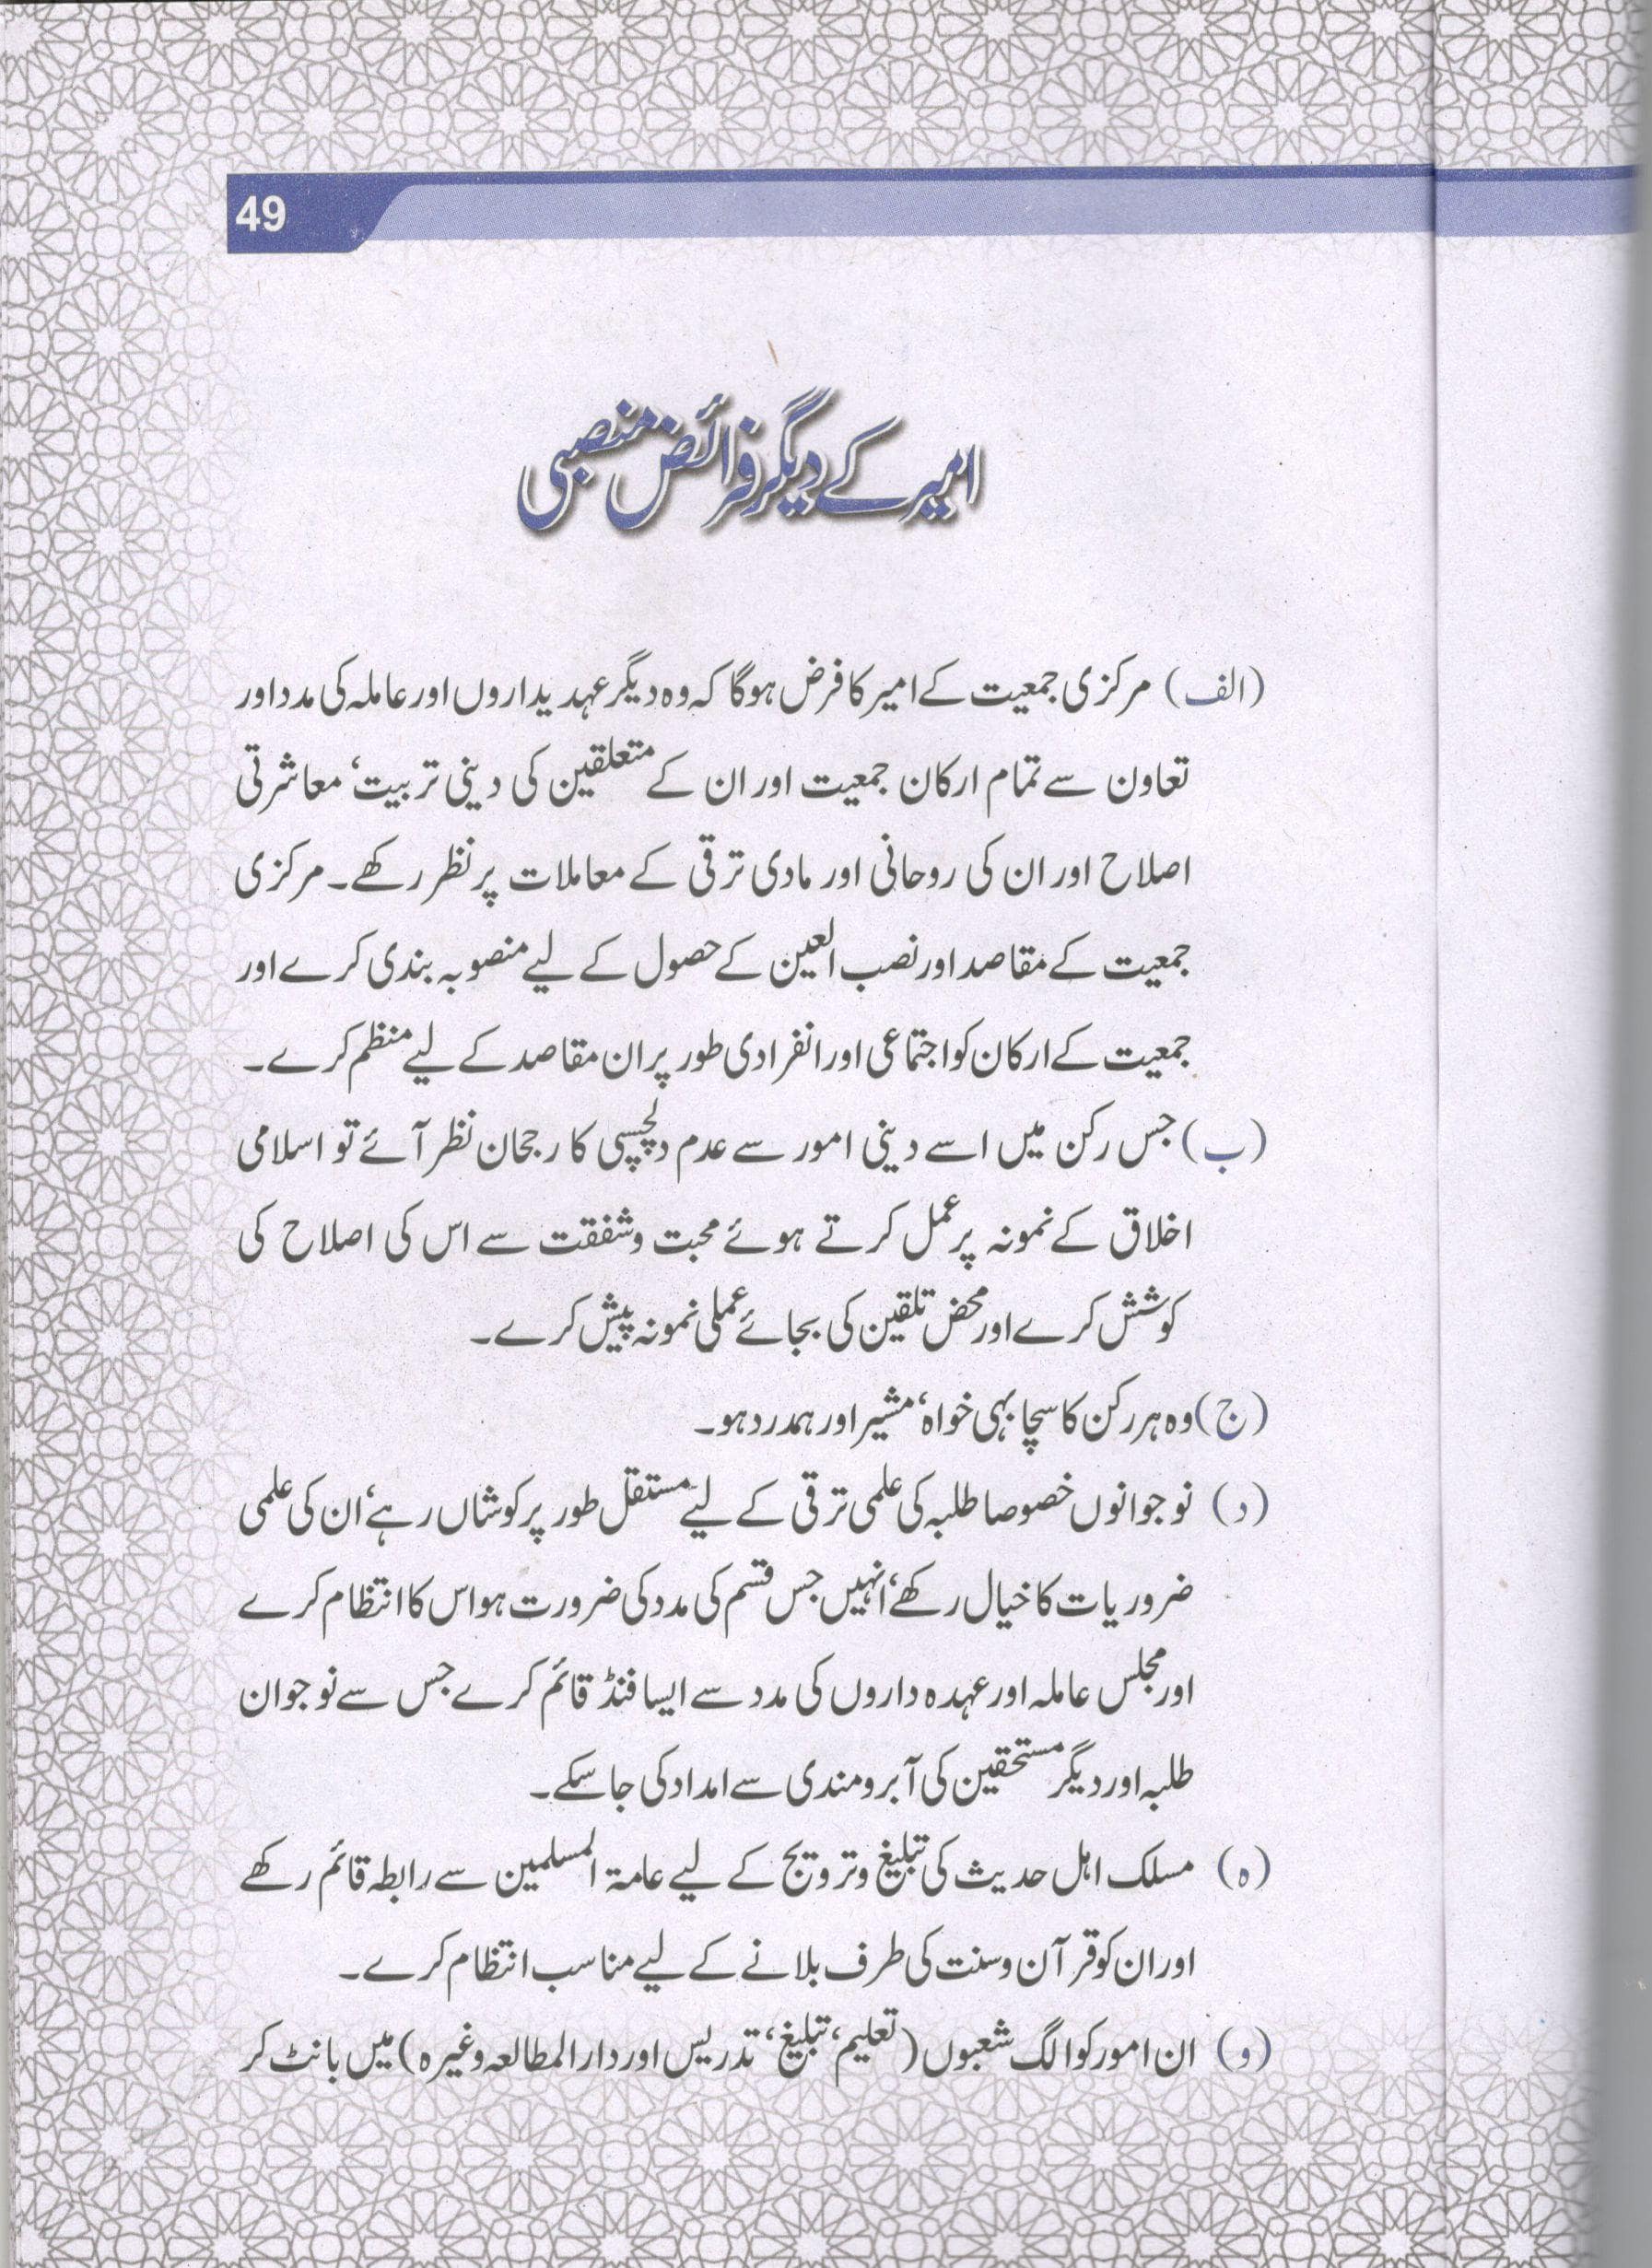 49
امیر کے دیگر فرائض منصبی
(الف) مرکزی جمعیت کے امیر کا فرض ہوگا کہ وہ دیگر عہدیداروں اور عاملہ کی مدد اور
تعاون سے تمام ارکان جمعیت اور ان کے متعلقین کی دینی تربیت‘ معاشرتی
اصلاح اور ان کی روحانی اور مادی ترقی کے معاملات پر نظر رکھے۔ مرکزی
جمعیت کے مقاصد اور نصب العین کے حصول کے لیے منصوبہ بندی کرے اور
جمعیت کے ارکان کو اجتماعی اور انفرادی طور پر ان مقاصد کے لیے منظم کرے۔
(ب) جس رکن میں اسے دینی امور سے عدم دلچسپی کا رجحان نظر آئے تو اسلامی
اخلاق کے نمونہ پر عمل کرتے ہوئے محبت وشفقت سے اس کی اصلاح کی
کوشش کرے اور محض تلقین کی بجائے عملی نمونہ پیش کرے۔
(ج) وہ ہر رکن کا سچا بہی خواہ‘ مشیر اور ہمدرد ہو۔
(د) نوجوانوں خصوصا طلبہ کی علمی ترقی کے لیے مستقل طور پر کوشاں رہے‘ ان کی علمی
ضروریات کا خیال رکھے‘ انہیں جس قسم کی مدد کی ضرورت ہو اس کا انتظام کرے
اور مجلس عاملہ اور عہدہ داروں کی مدد سے ایسا فنڈ قائم کرے جس سے نوجوان
طلبہ اور دیگر مستحقین کی آبرومندی سے امداد کی جا سکے۔
(ہ) مسلک اہل حدیث کی تبلیغ وترویج کے لیے عامۃ المسلمین سے رابطہ قائم رکھے
اور ان کو قرآن وسنت کی طرف بلانے کے لیے مناسب انتظام کرے۔
(و) ان امور کو الگ شعبوں (تعلیم‘ تبلیغ‘ تدریس اور دارالمطالعہ وغیرہ) میں بانٹ کر